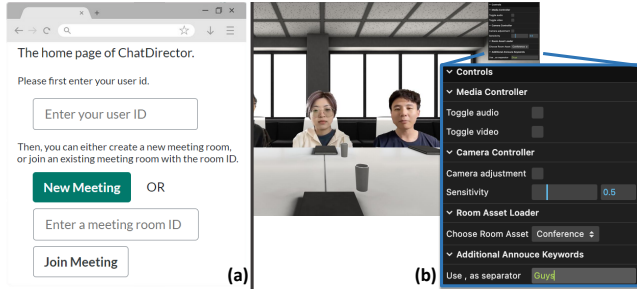 The home page of ChatDirector.
Please first enter your user id.
Enter your user ID
Then, you can either create a new meeting room,
or join an existing meeting room with the room ID.
New Meeting OR
Enter a meeting room ID
Join Meeting
(a)
Controls
Media Controller
Toggle audio
Toggle video
Camera Controller
Camera adjustment
Sensitivity 0.5
Room Asset Loader
Choose Room Asset Conference
Additional Annouce Keywords
Use , as separator Guys
(b)